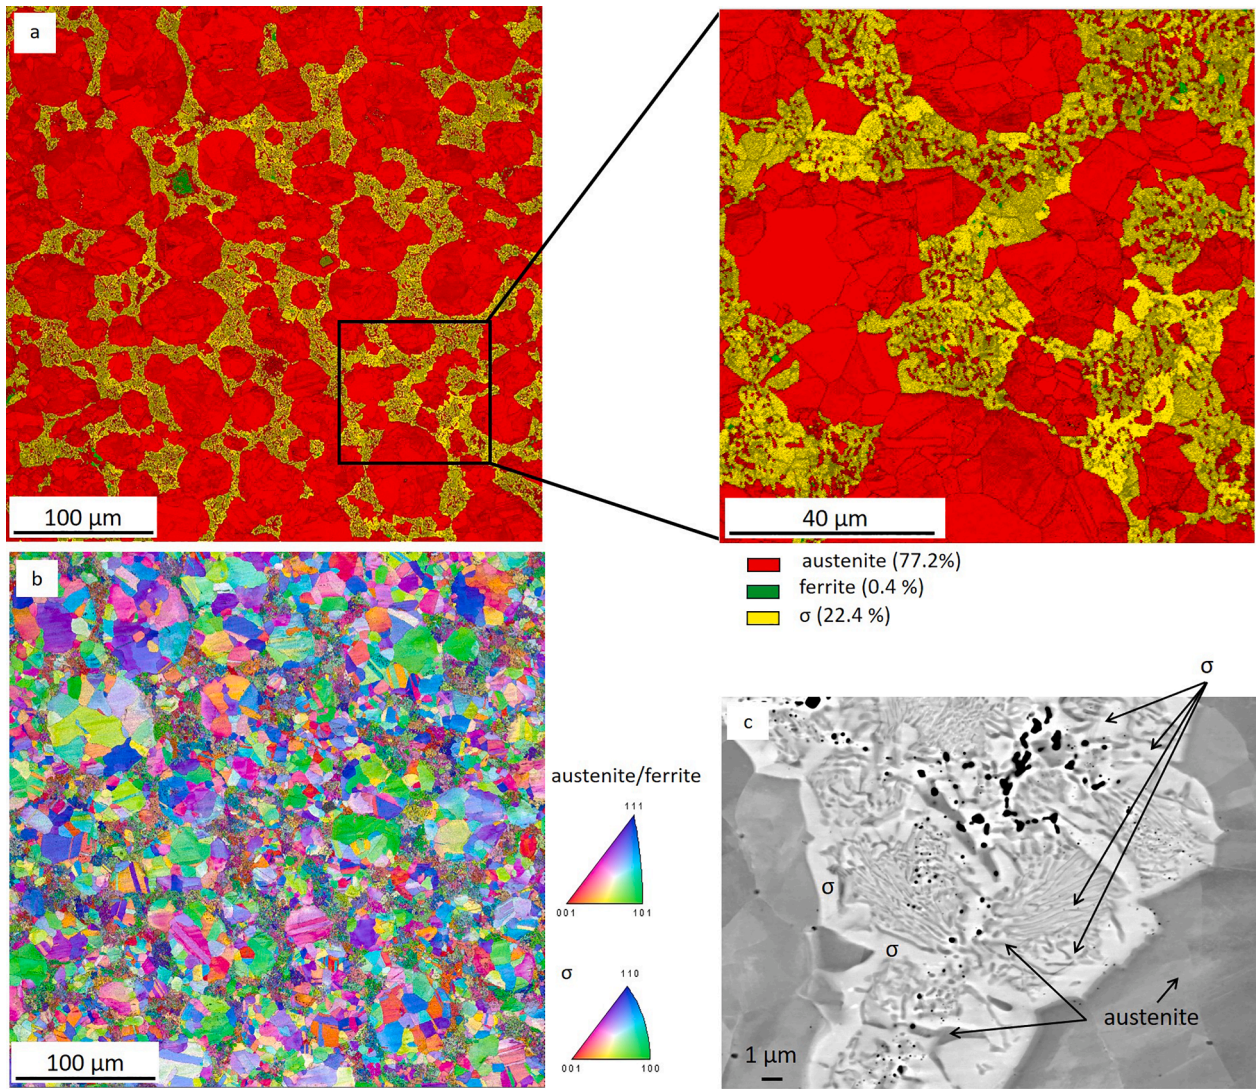 a
100 µm
40 µm
austenite (77.2%)
ferrite (0.4 %)
σ (22.4 %)
b
100 µm
austenite/ferrite
111
001
101
σ
110
001
100
c
σ
σ
σ
austenite
1 µm